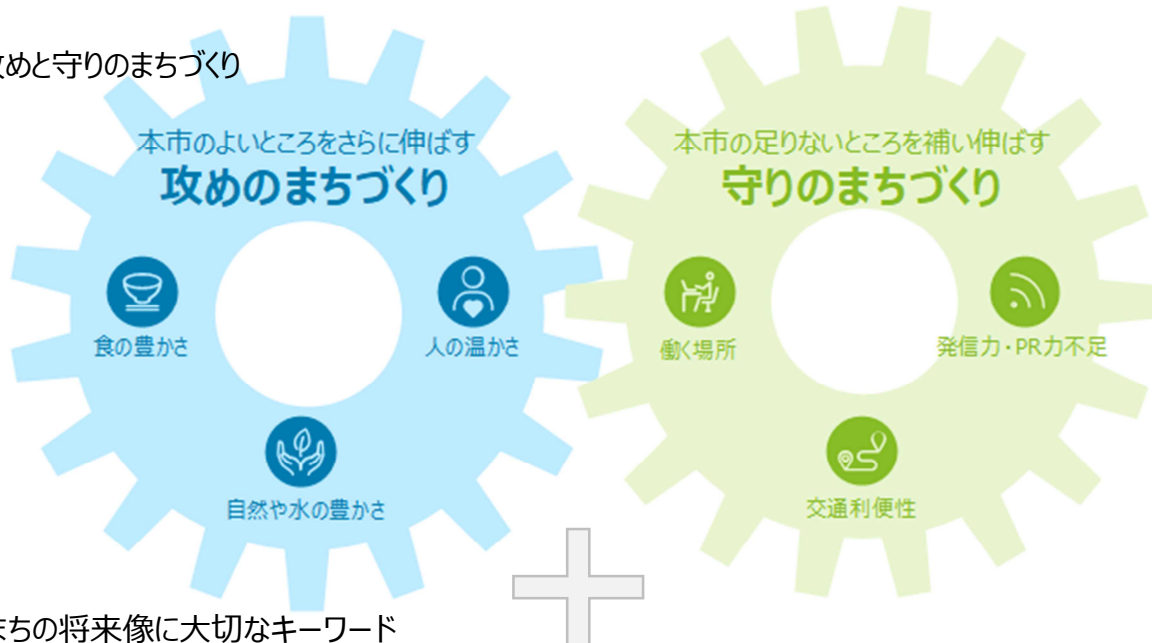 攻めと守りのまちづくり
本市のよいところをさらに伸ばす
攻めのまちづくり
食の豊かさ
人の温かさ
自然や水の豊かさ
本市の足りないところを補い伸ばす
守りのまちづくり
働く場所
発信力・PR力不足
交通利便性
まちの将来像に大切なキーワード